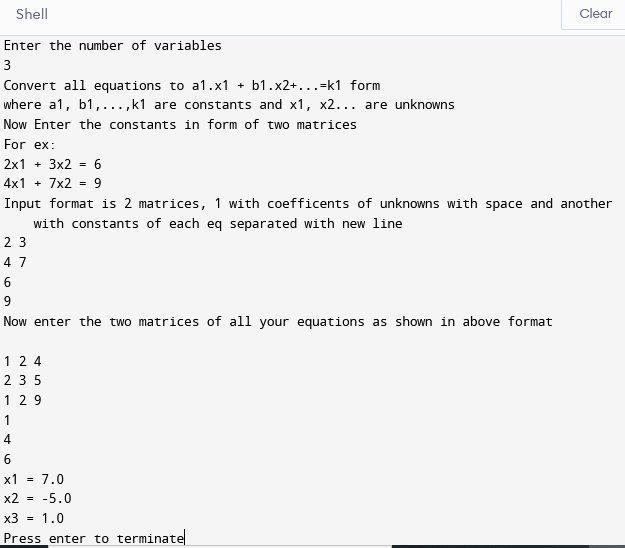 Shell
Clear
Enter the number of variables
3
Convert all equations to a1.x1 + b1.x2+...=k1 form
where a1, b1,...,k1 are constants and x1, x2... are unknowns
Now Enter the constants in form of two matrices
For ex:
2x1 + 3x2 = 6
4x1 + 7x2 = 9
Input format is 2 matrices, 1 with coefficents of unknowns with space and another
with constants of each eq separated with new line
2 3
4 7
6
9
Now enter the two matrices of all your equations as shown in above format
1 2 4
2 3 5
1 2 9
1
4
6
x1 = 7.0
x2 = -5.0
x3 = 1.0
Press enter to terminate